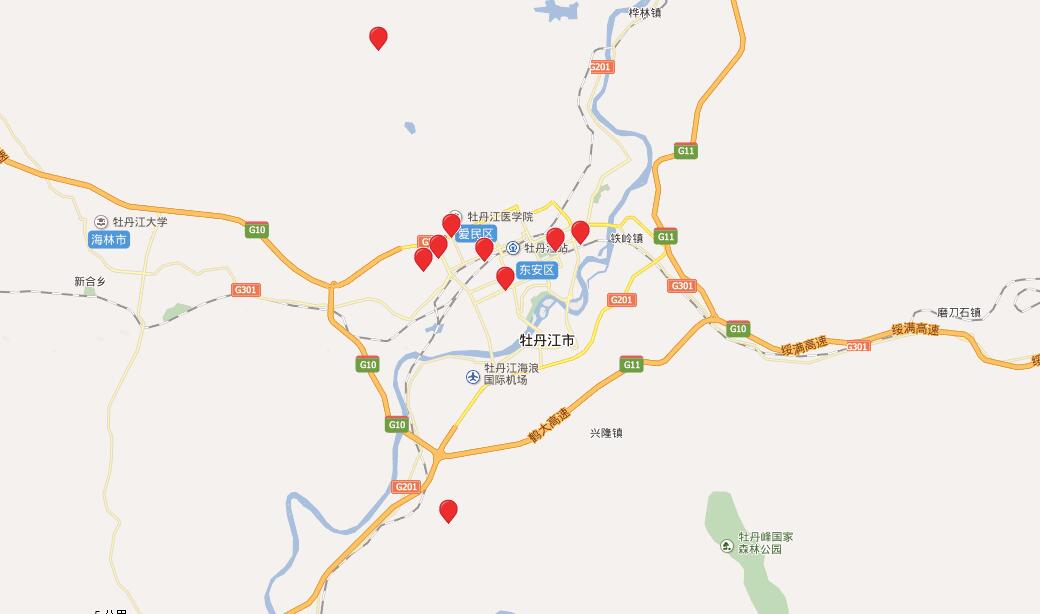 桦林镇
G201
G11
速
牡丹江大学
海林市
G10
牡丹江医学院
爱民区
铁岭镇
G11
东安区
新合乡
G301
G301
G201
磨刀石镇
G10
绥满高速
绥满高速
G301
牡丹江市
G10
G11
牡丹江海浪
国际机场
G10
鹤大高速
兴隆镇
G201
牡丹峰国家
森林公园
5 公里